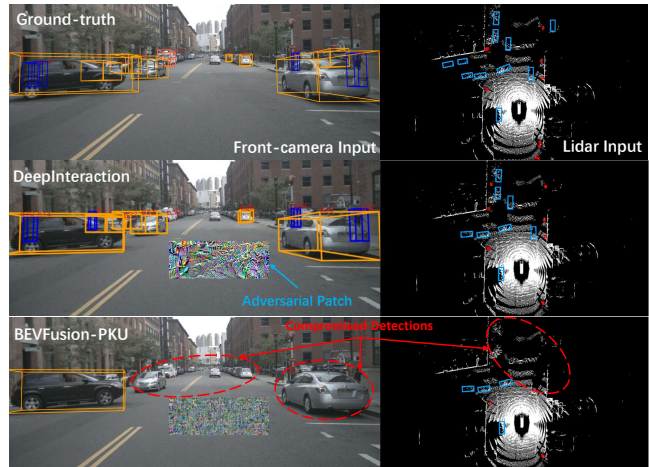 Ground-truth
Front-camera Input
Lidar Input
DeepInteraction
Adversarial Patch
BEVFusion-PKU
Compromised Detections